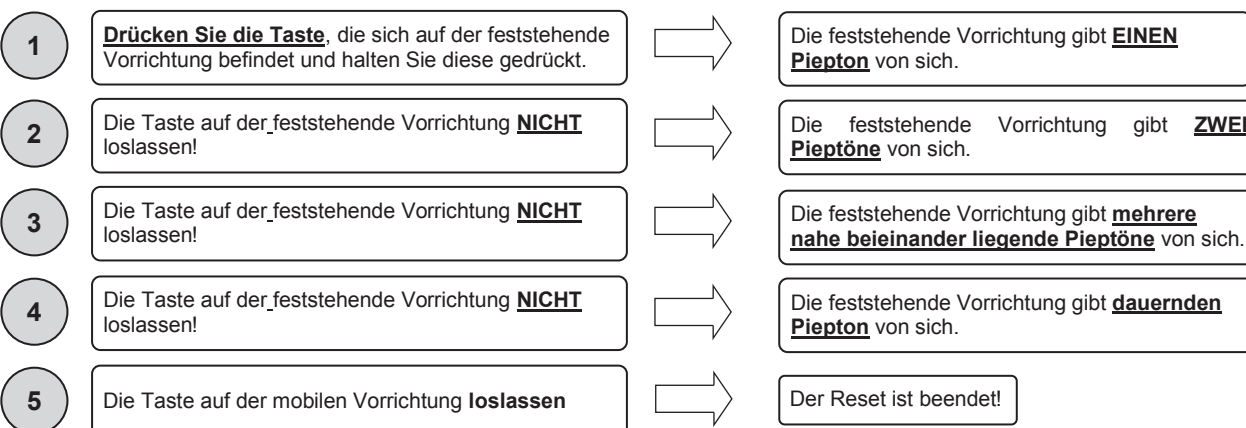 1
Drücken Sie die Taste, die sich auf der feststehende
Vorrichtung befindet und halten Sie diese gedrückt.
Die feststehende Vorrichtung gibt EINEN
Piepton von sich.
2
Die Taste auf der feststehende Vorrichtung NICHT
loslassen!
Die feststehende Vorrichtung gibt ZWEI
Pieptöne von sich.
3
Die Taste auf der feststehende Vorrichtung NICHT
loslassen!
Die feststehende Vorrichtung gibt mehrere
nahe beieinander liegende Pieptöne von sich.
4
Die Taste auf der feststehende Vorrichtung NICHT
loslassen!
Die feststehende Vorrichtung gibt dauernden
Piepton von sich.
5
Die Taste auf der mobilen Vorrichtung loslassen
Der Reset ist beendet!